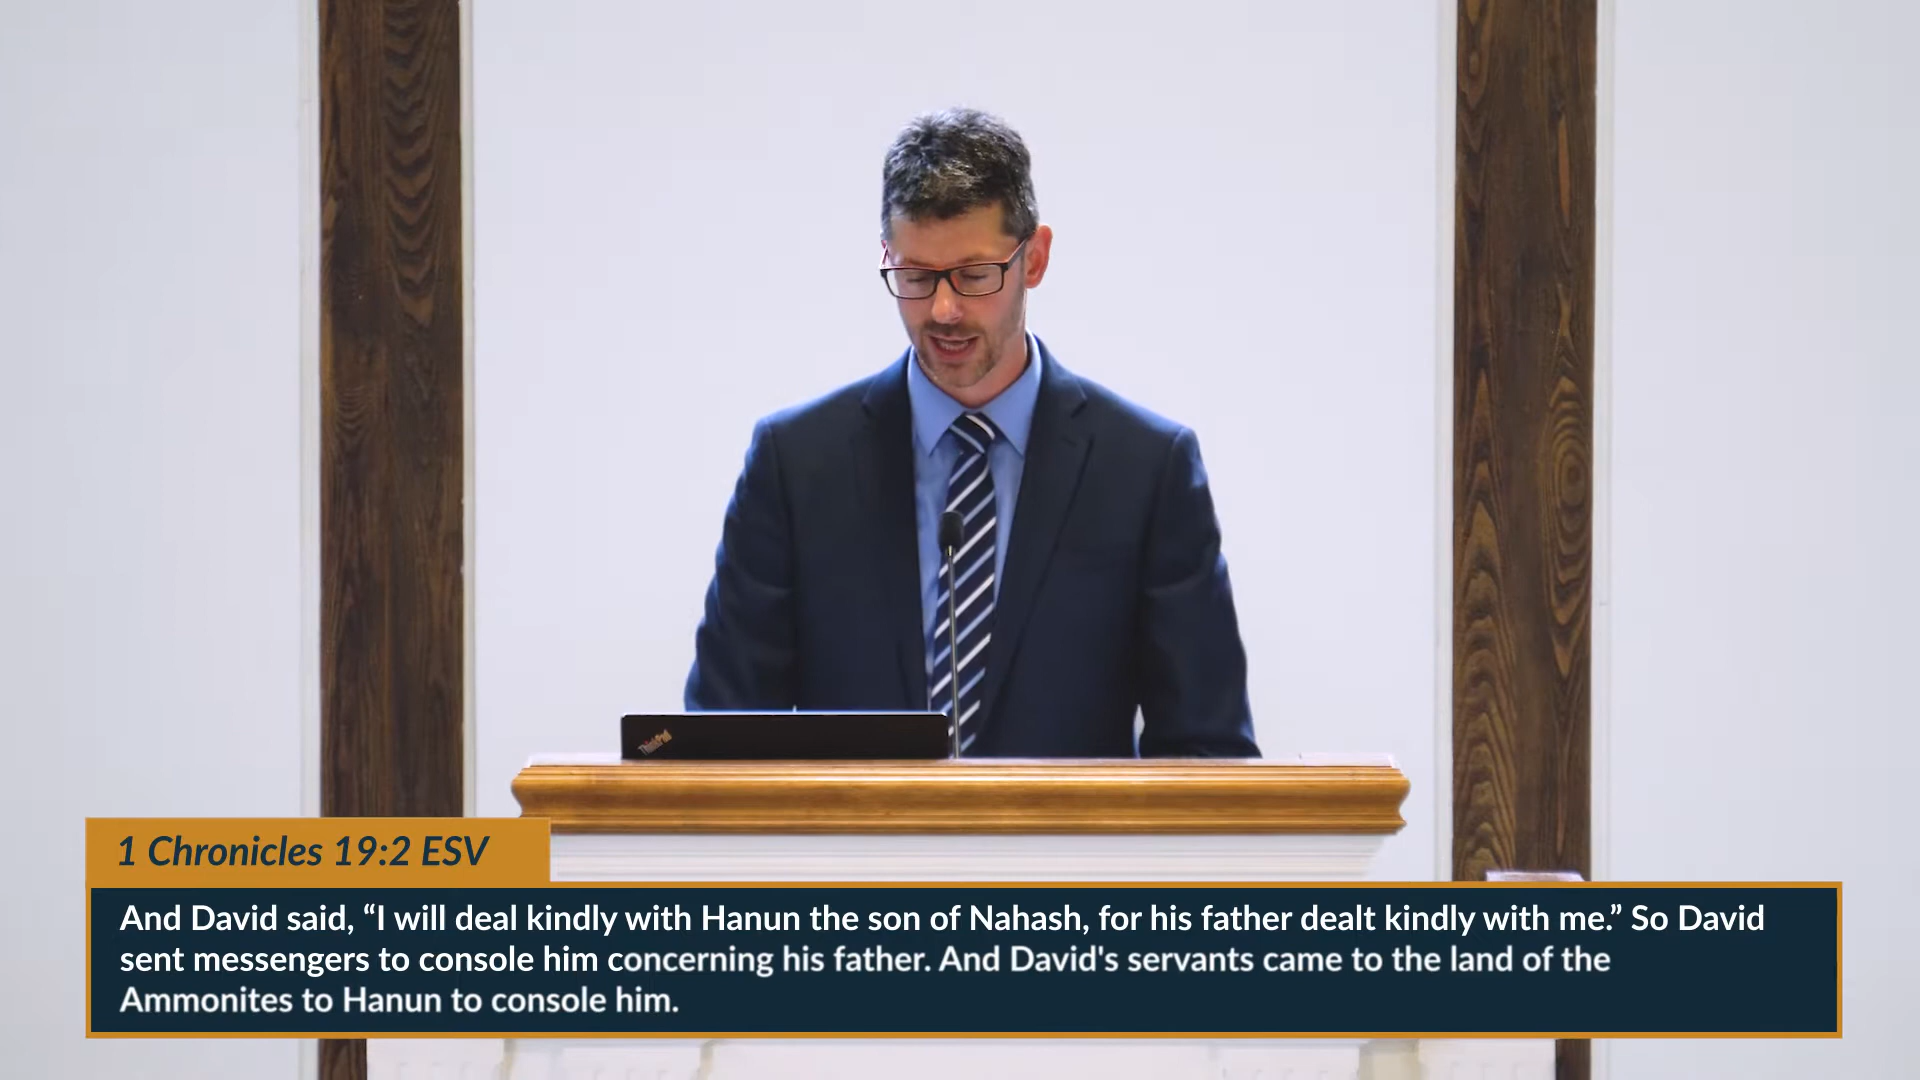 ThinkPad
1 Chronicles 19:2 ESV
And David said, “I will deal kindly with Hanun the son of Nahash, for his father dealt kindly with me.” So David
sent messengers to console him concerning his father. And David's servants came to the land of the
Ammonites to Hanun to console him.